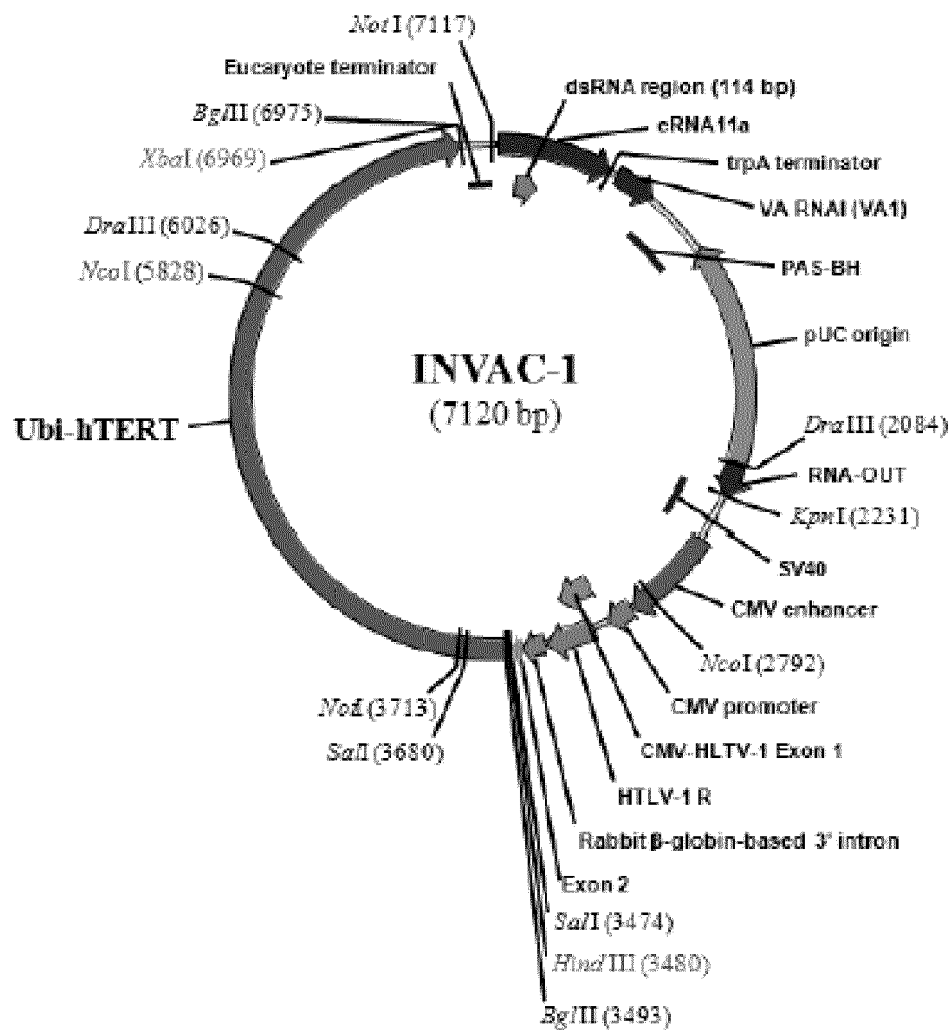 NotI (7117)
Eucaryote terminator
dsRNA region (114 bp)
BglII (6975)
eRNA11a
XbaI (6969)
trpA terminator
VA RNAI (VA1)
DraIII (6026)
PAS-BH
NcoI (5828)
pUC origin
INVAC-1
(7120 bp)
Ubi-hTERT
DraIII (2084)
RNA-OUT
KpnI (2231)
SV40
CMV enhancer
NcoI (2792)
NotI (3713)
CMV promoter
SalI (3680)
CMV-HLTV-1 Exon 1
HTLV-1 R
Rabbit β-globin-based 3' intron
Exon 2
SalI (3474)
HindIII (3480)
BglII (3493)